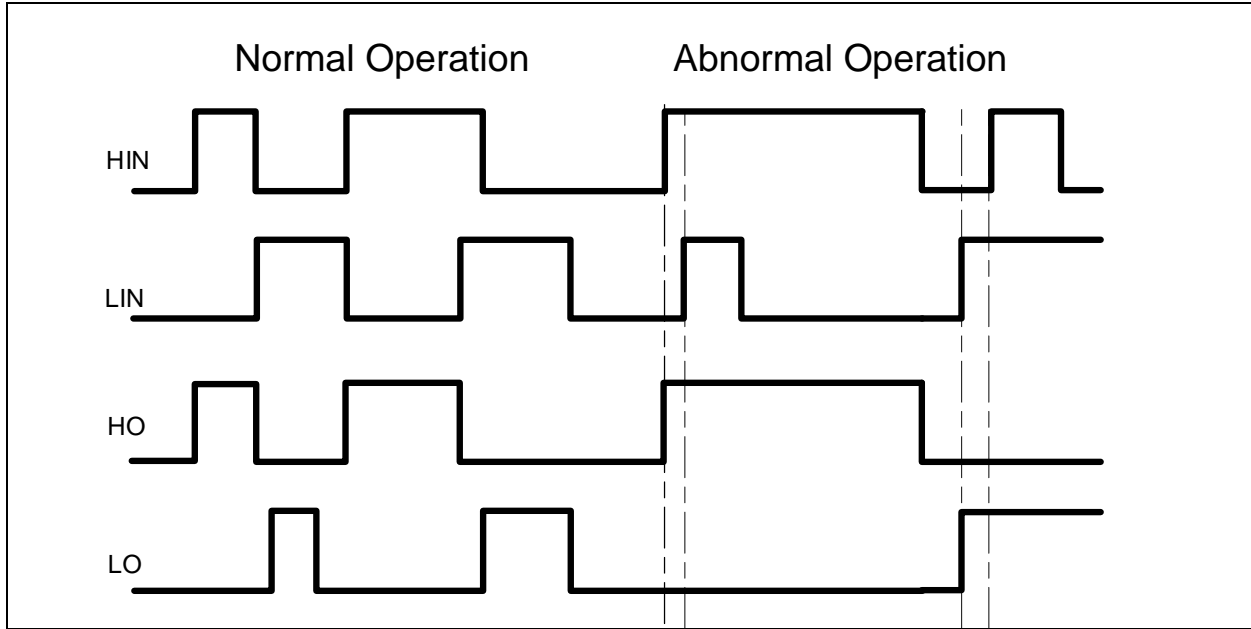 Normal Operation
Abnormal Operation
HIN
LIN
HO
LO